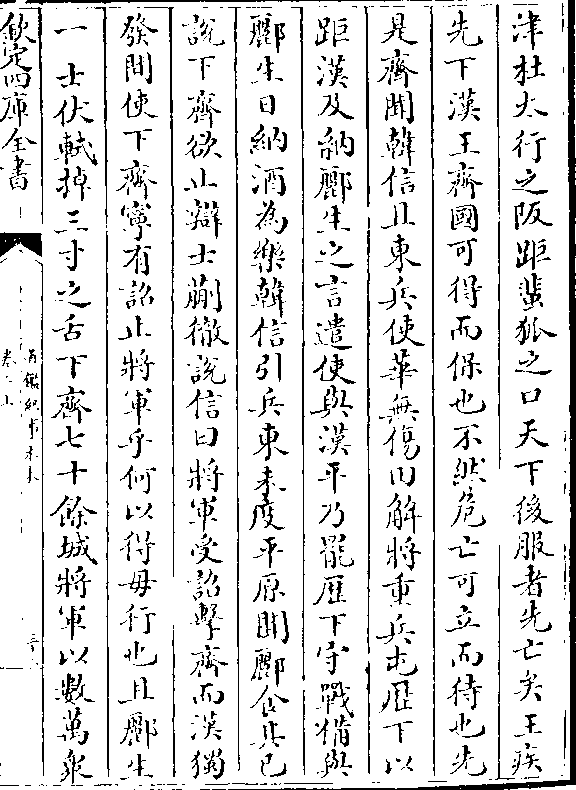 津杜太行之阪距蜚狐之口天下後服者先亡矣王疾
先下漢王齊國可得而保也不然危亡可立而待也先
是齊聞韓信且東兵使華無傷田解將重兵屯歷下以
距漢及納酈生之言遣使與漢平乃罷歷下守戰備與
酈生日納酒為樂韓信引兵東未度平原聞酈食其已
說下齊欲止辯士蒯徹說信曰將軍受詔擊齊而漢獨
發間使下齊寧有詔止將軍乎何以得毋行也且酈生
一士伏軾掉三寸之舌下齊七十餘城將軍以數萬衆
欽定四庫全書
通鑑紀事本末
卷二上